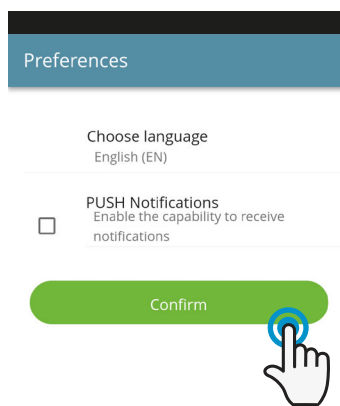 Preferences
Choose language
English (EN)
PUSH Notifications
Enable the capability to receive
notifications
Confirm